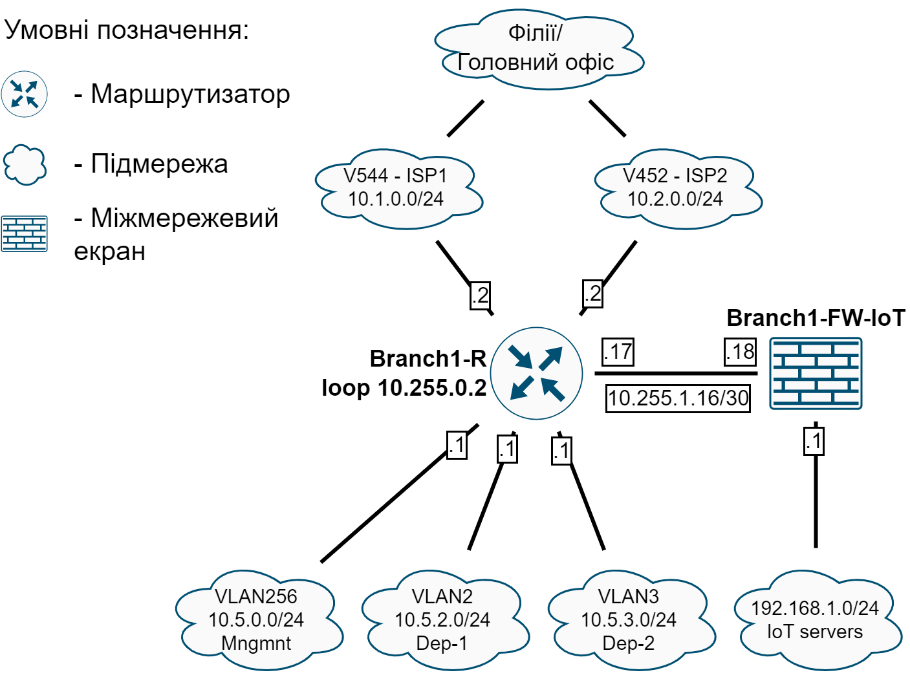 Умовні позначення:
- Маршрутизатор
- Підмережа
- Міжмережевий
екран
Філії/
Головний офіс
V544 - ISP1
10.1.0.0/24
V452 - ISP2
10.2.0.0/24
.2
.2
Branch1-R
loop 10.255.0.2
.17
.18
10.255.1.16/30
Branch1-FW-IoT
.1
.1
.1
.1
VLAN256
10.5.0.0/24
Mngmnt
VLAN2
10.5.2.0/24
Dep-1
VLAN3
10.5.3.0/24
Dep-2
192.168.1.0/24
IoT servers